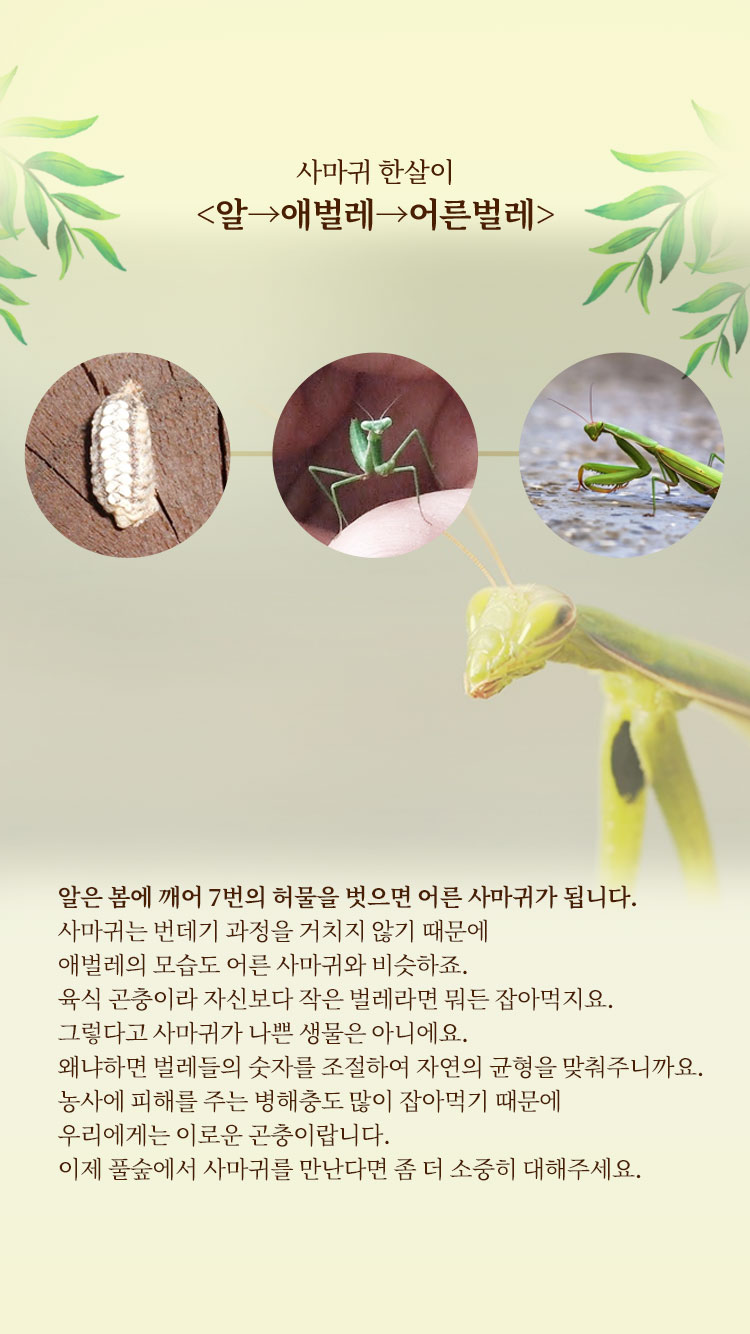 사마귀 한살이
<알→애벌레→어른벌레>
알은 봄에 깨어 7번의 허물을 벗으면 어른 사마귀가 됩니다.
사마귀는 번데기 과정을 거치지 않기 때문에
애벌레의 모습도 어른 사마귀와 비슷하죠.
육식 곤충이라 자신보다 작은 벌레라면 뭐든 잡아먹지요.
그렇다고 사마귀가 나쁜 생물은 아니에요.
왜냐하면 벌레들의 숫자를 조절하여 자연의 균형을 맞춰주니까요.
농사에 피해를 주는 병해충도 많이 잡아먹기 때문에
우리에게는 이로운 곤충이랍니다.
이제 풀숲에서 사마귀를 만난다면 좀 더 소중히 대해주세요.